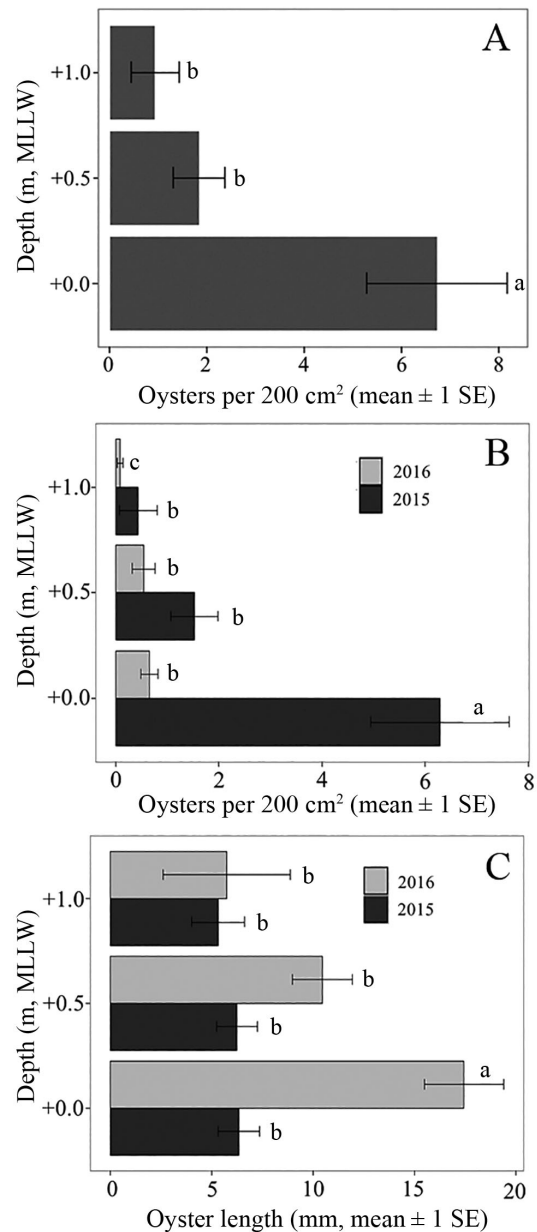 A
Depth (m, MLLW)
+1.0
b
+0.5
b
+0.0
a
0 2 4 6 8
Oysters per 200 cm² (mean ± 1 SE)
B
Depth (m, MLLW)
2016
2015
+1.0
c
b
+0.5
b
b
+0.0
b
a
0 2 4 6 8
Oysters per 200 cm² (mean ± 1 SE)
C
Depth (m, MLLW)
2016
2015
+1.0
b
b
+0.5
b
b
+0.0
a
b
0 5 10 15 20
Oyster length (mm, mean ± 1 SE)